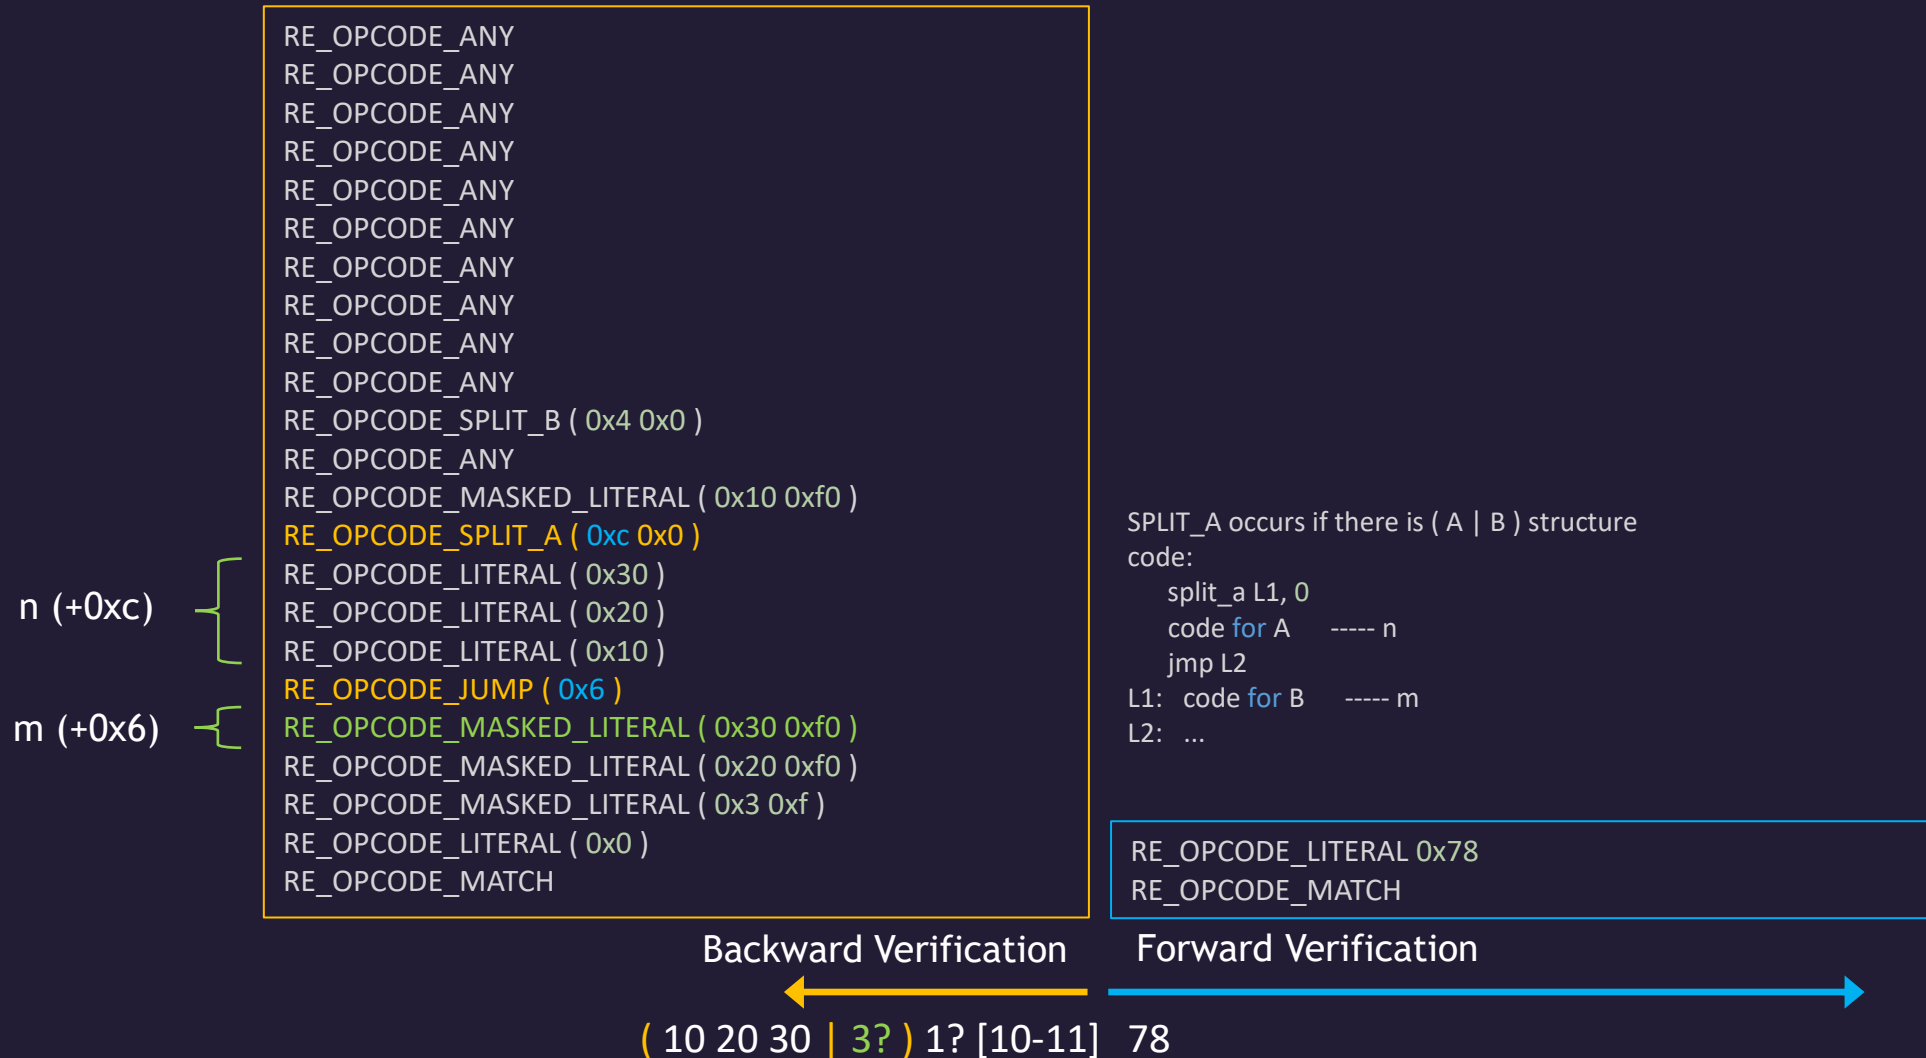 RE_OPCODE_ANY
RE_OPCODE_ANY
RE_OPCODE_ANY
RE_OPCODE_ANY
RE_OPCODE_ANY
RE_OPCODE_ANY
RE_OPCODE_ANY
RE_OPCODE_ANY
RE_OPCODE_ANY
RE_OPCODE_ANY
RE_OPCODE_SPLIT_B ( 0x4 0x0 )
RE_OPCODE_ANY
RE_OPCODE_MASKED_LITERAL ( 0x10 0xf0 )
RE_OPCODE_SPLIT_A ( 0xc 0x0 )
RE_OPCODE_LITERAL ( 0x30 )
RE_OPCODE_LITERAL ( 0x20 )
RE_OPCODE_LITERAL ( 0x10 )
RE_OPCODE_JUMP ( 0x6 )
RE_OPCODE_MASKED_LITERAL ( 0x30 0xf0 )
RE_OPCODE_MASKED_LITERAL ( 0x20 0xf0 )
RE_OPCODE_MASKED_LITERAL ( 0x3 0xf )
RE_OPCODE_LITERAL ( 0x0 )
RE_OPCODE_MATCH
n (+0xc)
m (+0x6)
SPLIT_A occurs if there is ( A | B ) structure
code:
split_a L1, 0
code for A ----- n
jmp L2
L1: code for B ----- m
L2: ...
RE_OPCODE_LITERAL 0x78
RE_OPCODE_MATCH
Backward Verification
Forward Verification
( 10 20 30 | 3? ) 1? [10-11] 78